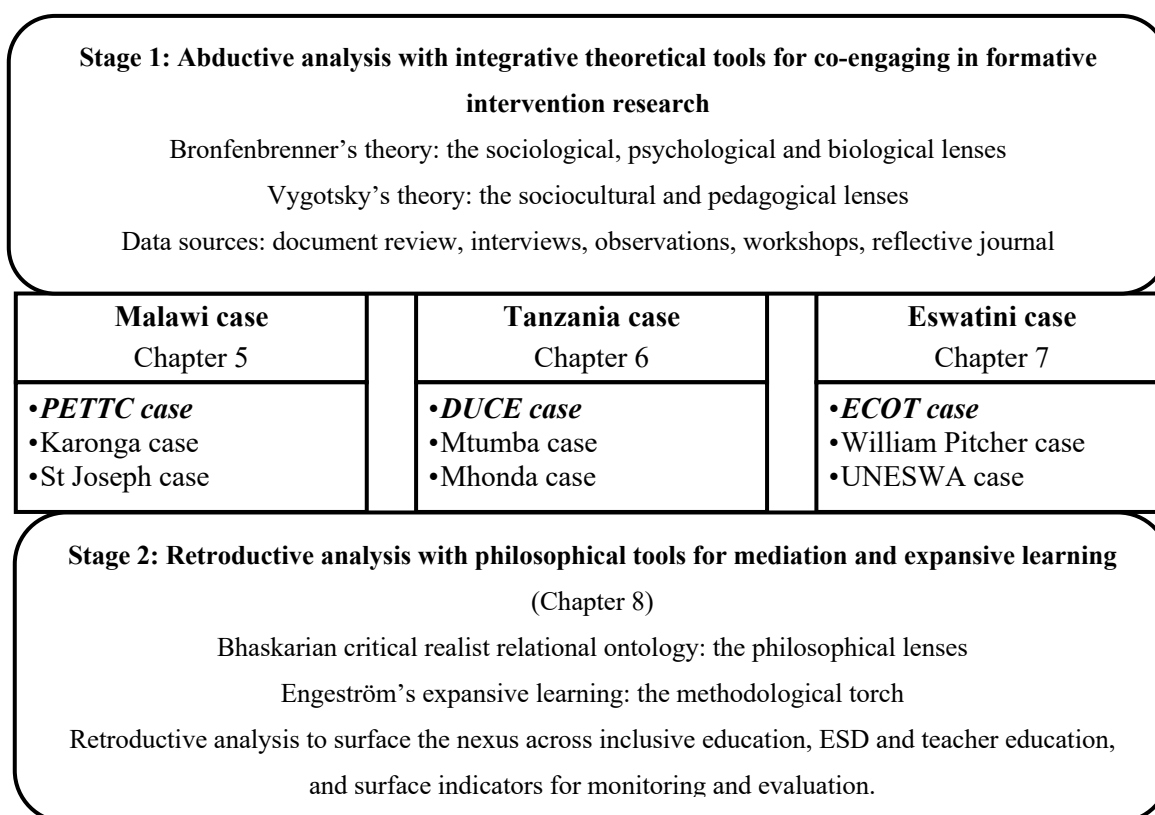 Stage 1: Abductive analysis with integrative theoretical tools for co-engaging in formative
intervention research
Bronfenbrenner’s theory: the sociological, psychological and biological lenses
Vygotsky’s theory: the sociocultural and pedagogical lenses
Data sources: document review, interviews, observations, workshops, reflective journal
Malawi case
Chapter 5
•PETTC case
•Karonga case
•St Joseph case
Tanzania case
Chapter 6
•DUCE case
•Mtumba case
•Mhonda case
Eswatini case
Chapter 7
•ECOT case
•William Pitcher case
•UNESWA case
Stage 2: Retroductive analysis with philosophical tools for mediation and expansive learning
(Chapter 8)
Bhaskarian critical realist relational ontology: the philosophical lenses
Engeström’s expansive learning: the methodological torch
Retroductive analysis to surface the nexus across inclusive education, ESD and teacher education,
and surface indicators for monitoring and evaluation.